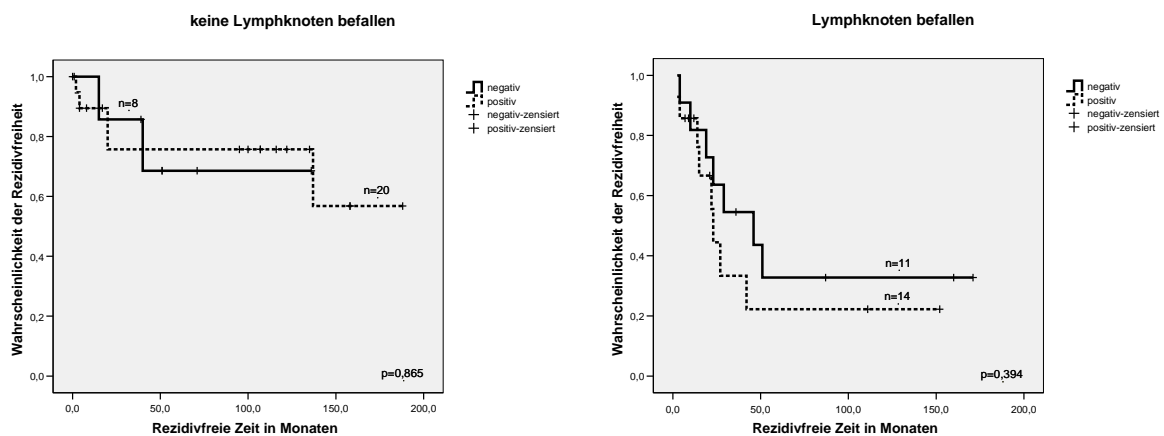 keine Lymphknoten befallen
Wahrscheinlichkeit der Rezidivfreiheit
1,0
0,8
0,6
0,4
0,2
0,0
n=8
n=20
p=0,865
0,0 50,0 100,0 150,0 200,0
Rezidivfreie Zeit in Monaten
negativ
positiv
negativ-zensiert
positiv-zensiert
Lymphknoten befallen
Wahrscheinlichkeit der Rezidivfreiheit
1,0
0,8
0,6
0,4
0,2
0,0
n=11
n=14
p=0,394
0,0 50,0 100,0 150,0 200,0
Rezidivfreie Zeit in Monaten
negativ
positiv
negativ-zensiert
positiv-zensiert